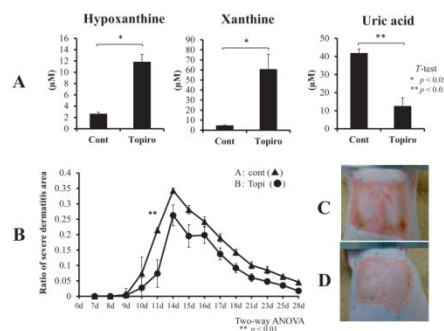 Hypoxanthine Xanthine Uric acid
A
(μM)
14
12
10
8
6
4
2
0
*
Cont Topiro
(μM)
90
80
70
60
50
40
30
20
10
0
*
Cont Topiro
(μM)
50
40
30
20
10
0
**
Cont Topiro
T-test
* p < 0.05
** p < 0.01
B
Ratio of severe dermatitis area
0.4
0.35
0.3
0.25
0.2
0.15
0.1
0.05
0
A: cont (▲)
B: Topi (●)
**
0d 7d 8d 9d 10d 11d 14d 15d 16d 17d 18d 21d 23d 25d 28d
Two-way ANOVA
** p < 0.01
C
D